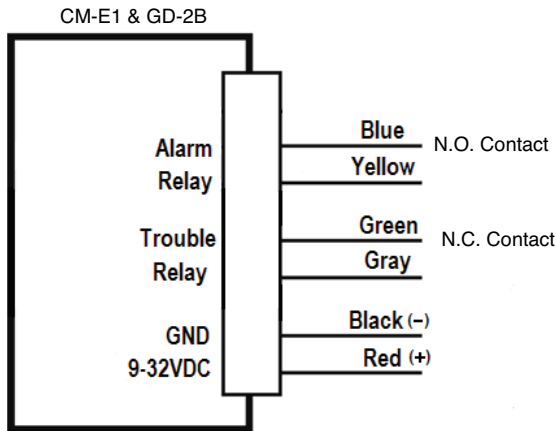 CM-E1 & GD-2B
Alarm Relay
Blue
N.O. Contact
Yellow
Trouble Relay
Green
N.C. Contact
Gray
GND
Black (−)
9-32VDC
Red (+)